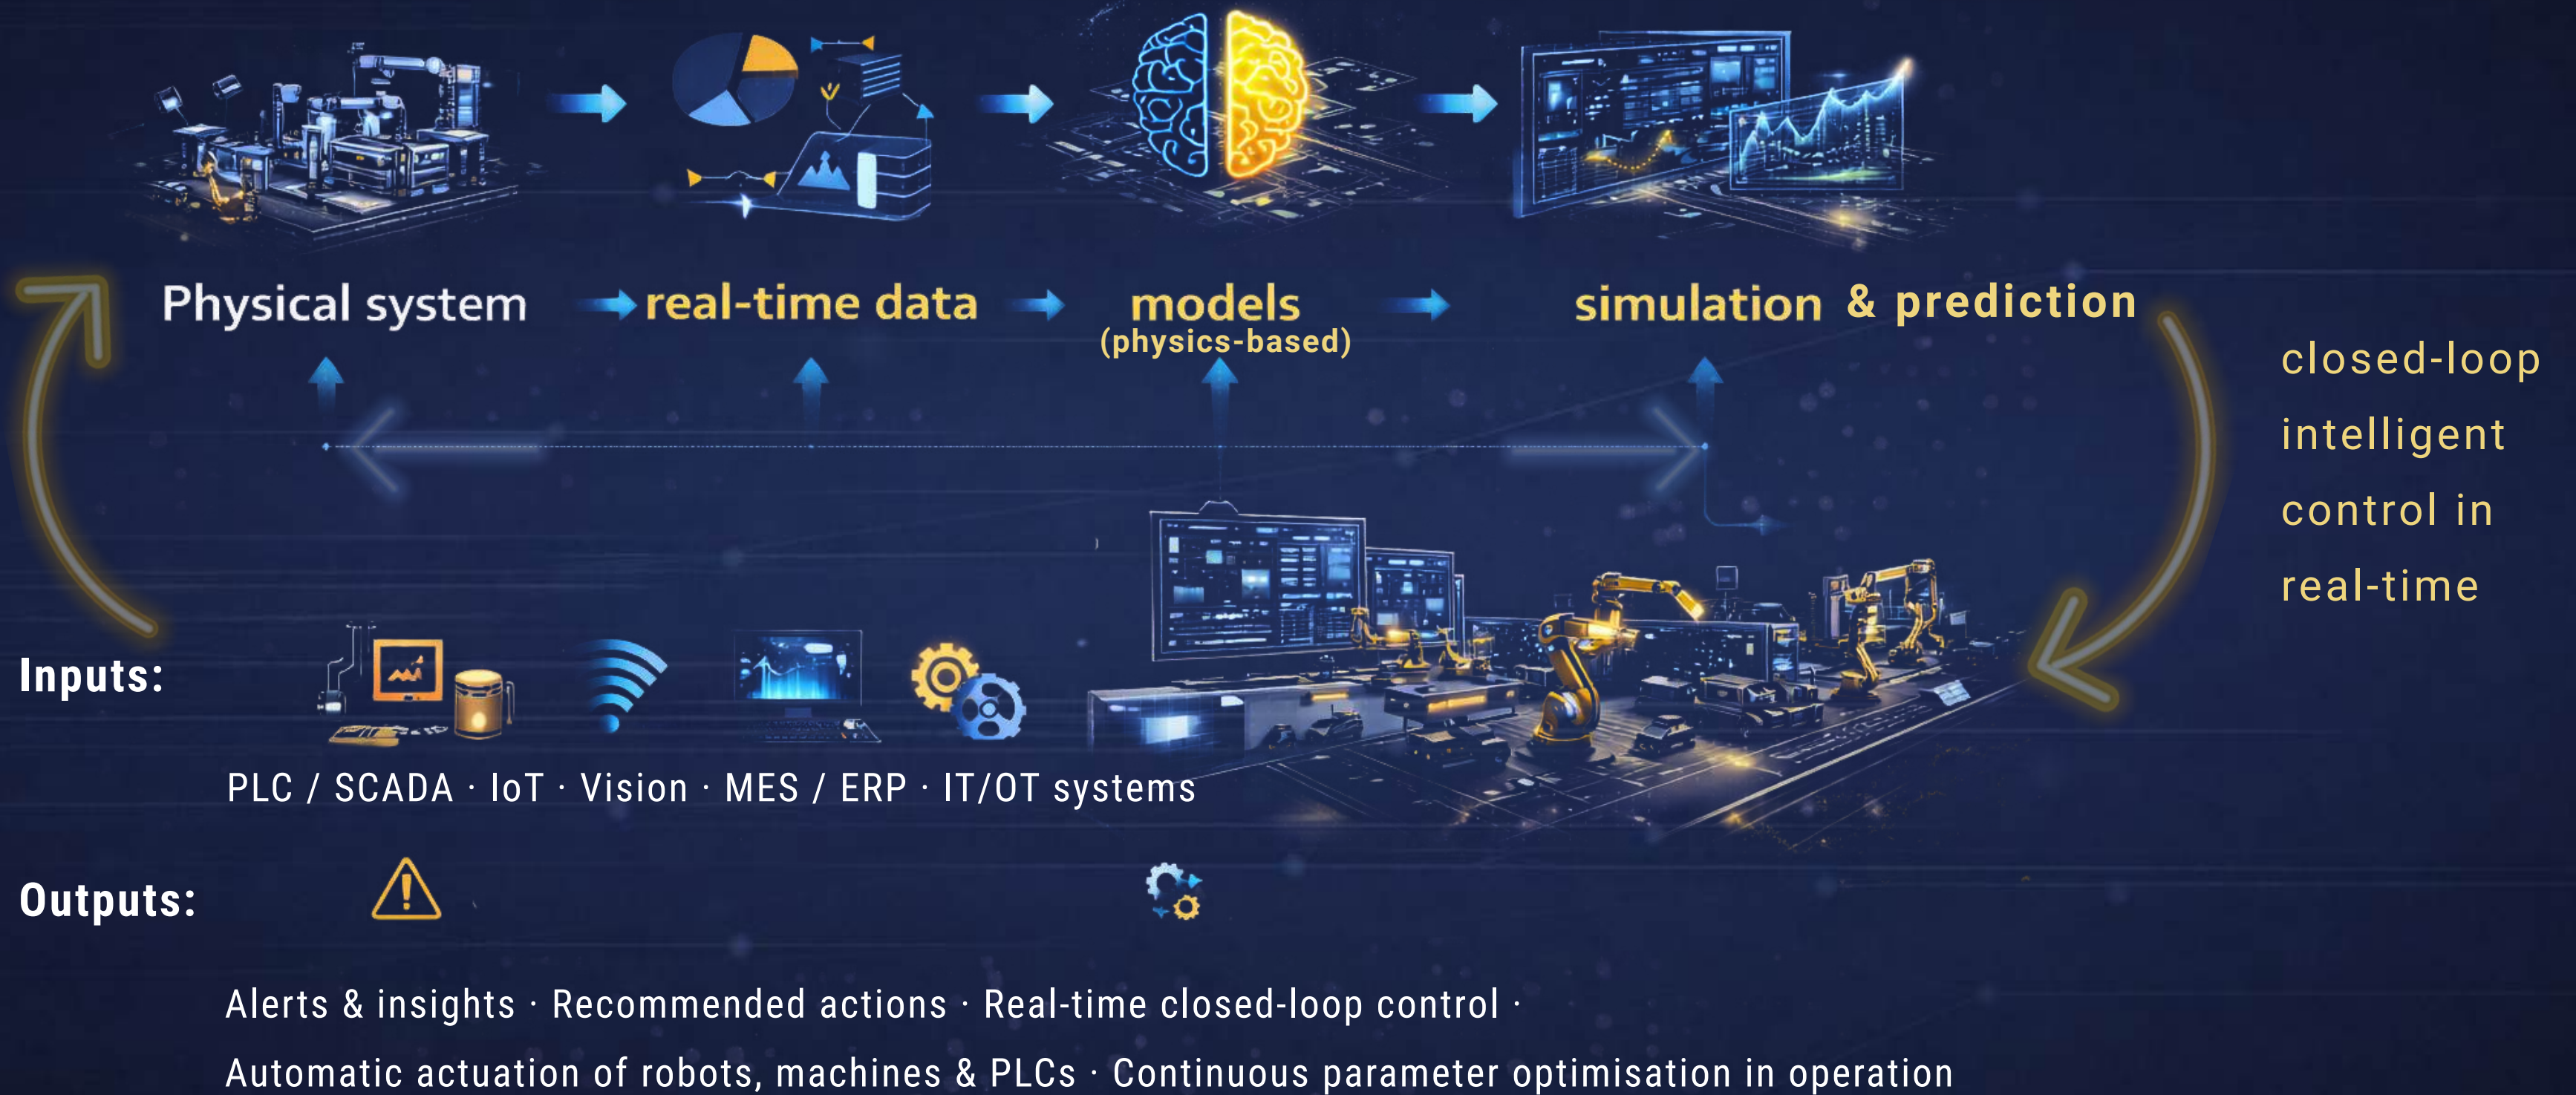 Physical system real-time data models simulation & prediction
(physics-based)
closed-loop
intelligent
control in
real-time
Inputs:
PLC / SCADA · IoT · Vision · MES / ERP · IT/OT systems
Outputs:
Alerts & insights · Recommended actions · Real-time closed-loop control ·
Automatic actuation of robots, machines & PLCs · Continuous parameter optimisation in operation